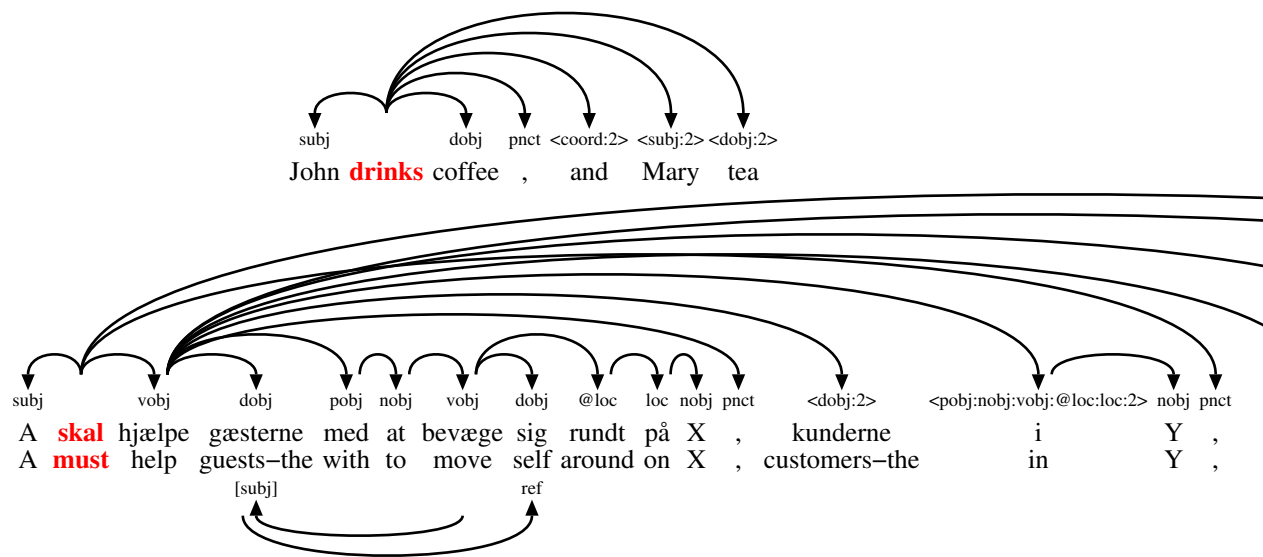 subj dobj pnct <coord:2> <subj:2> <dobj:2>
John drinks coffee , and Mary tea
subj vobj dobj pobj nobj vobj dobj @loc loc nobj pnct <dobj:2> <pobj:nobj:vobj:@loc:loc:2> nobj pnct
A skal hjælpe gæsterne med at bevæge sig rundt på X , kunderne i Y ,
A must help guests−the with to move self around on X , customers−the in Y ,
[subj] ref